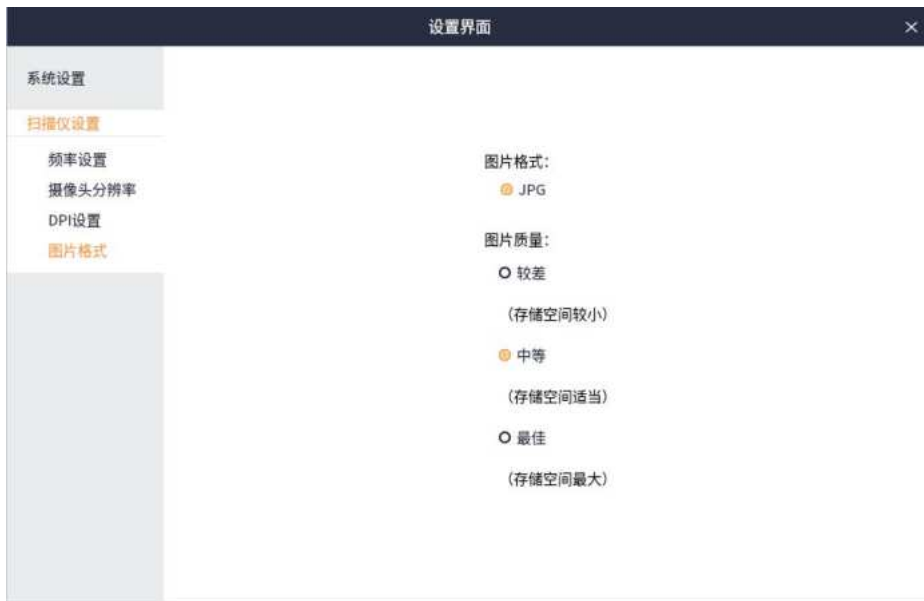 设置界面
系统设置
扫描仪设置
频率设置
摄像头分辨率
DPI设置
图片格式
图片格式：
JPG
图片质量：
较差
（存储空间较小）
中等
（存储空间适当）
最佳
（存储空间最大）